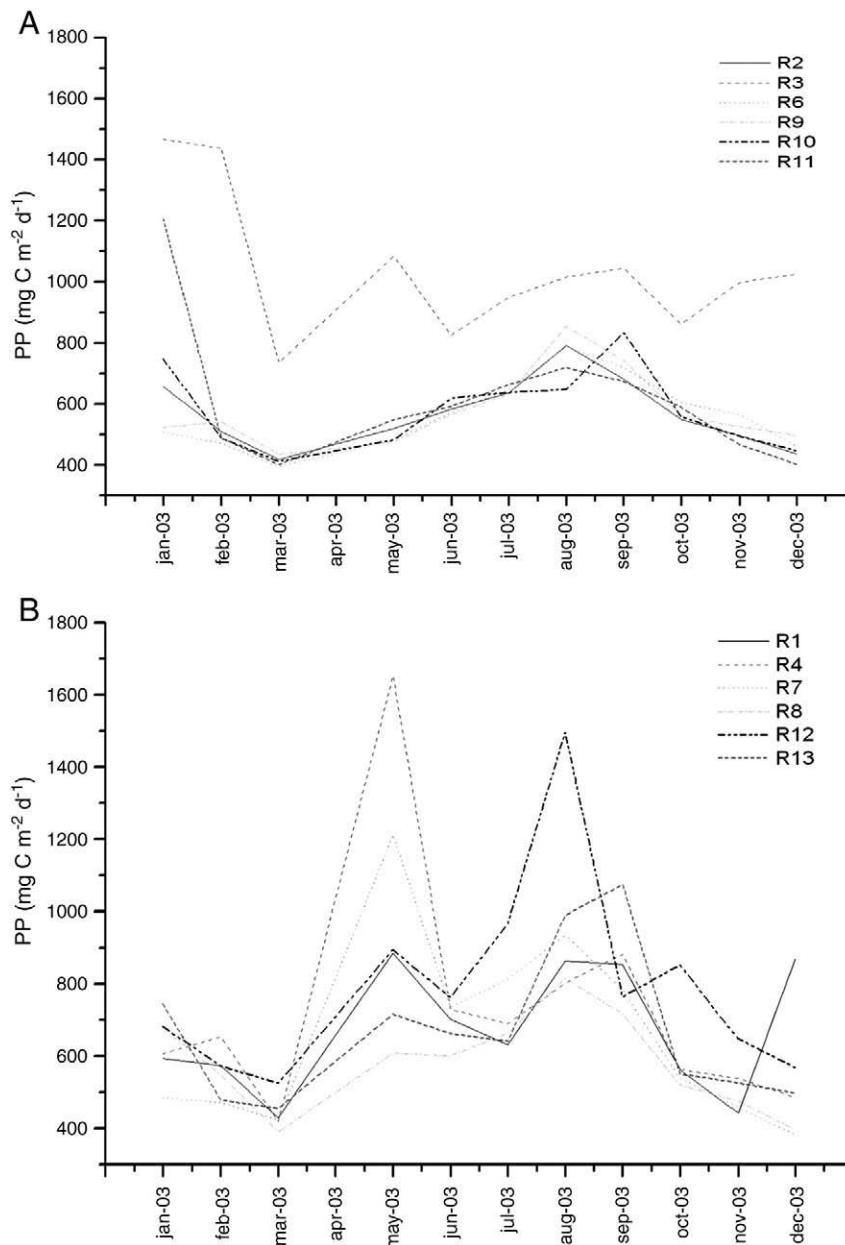 A
1800
1600
1400
1200
1000
800
600
400
PP (mg C m-2 d-1)
R2
R3
R6
R9
R10
R11
jan-03
feb-03
mar-03
apr-03
may-03
jun-03
jul-03
aug-03
sep-03
oct-03
nov-03
dec-03
B
1800
1600
1400
1200
1000
800
600
400
PP (mg C m-2 d-1)
R1
R4
R7
R8
R12
R13
jan-03
feb-03
mar-03
apr-03
may-03
jun-03
jul-03
aug-03
sep-03
oct-03
nov-03
dec-03